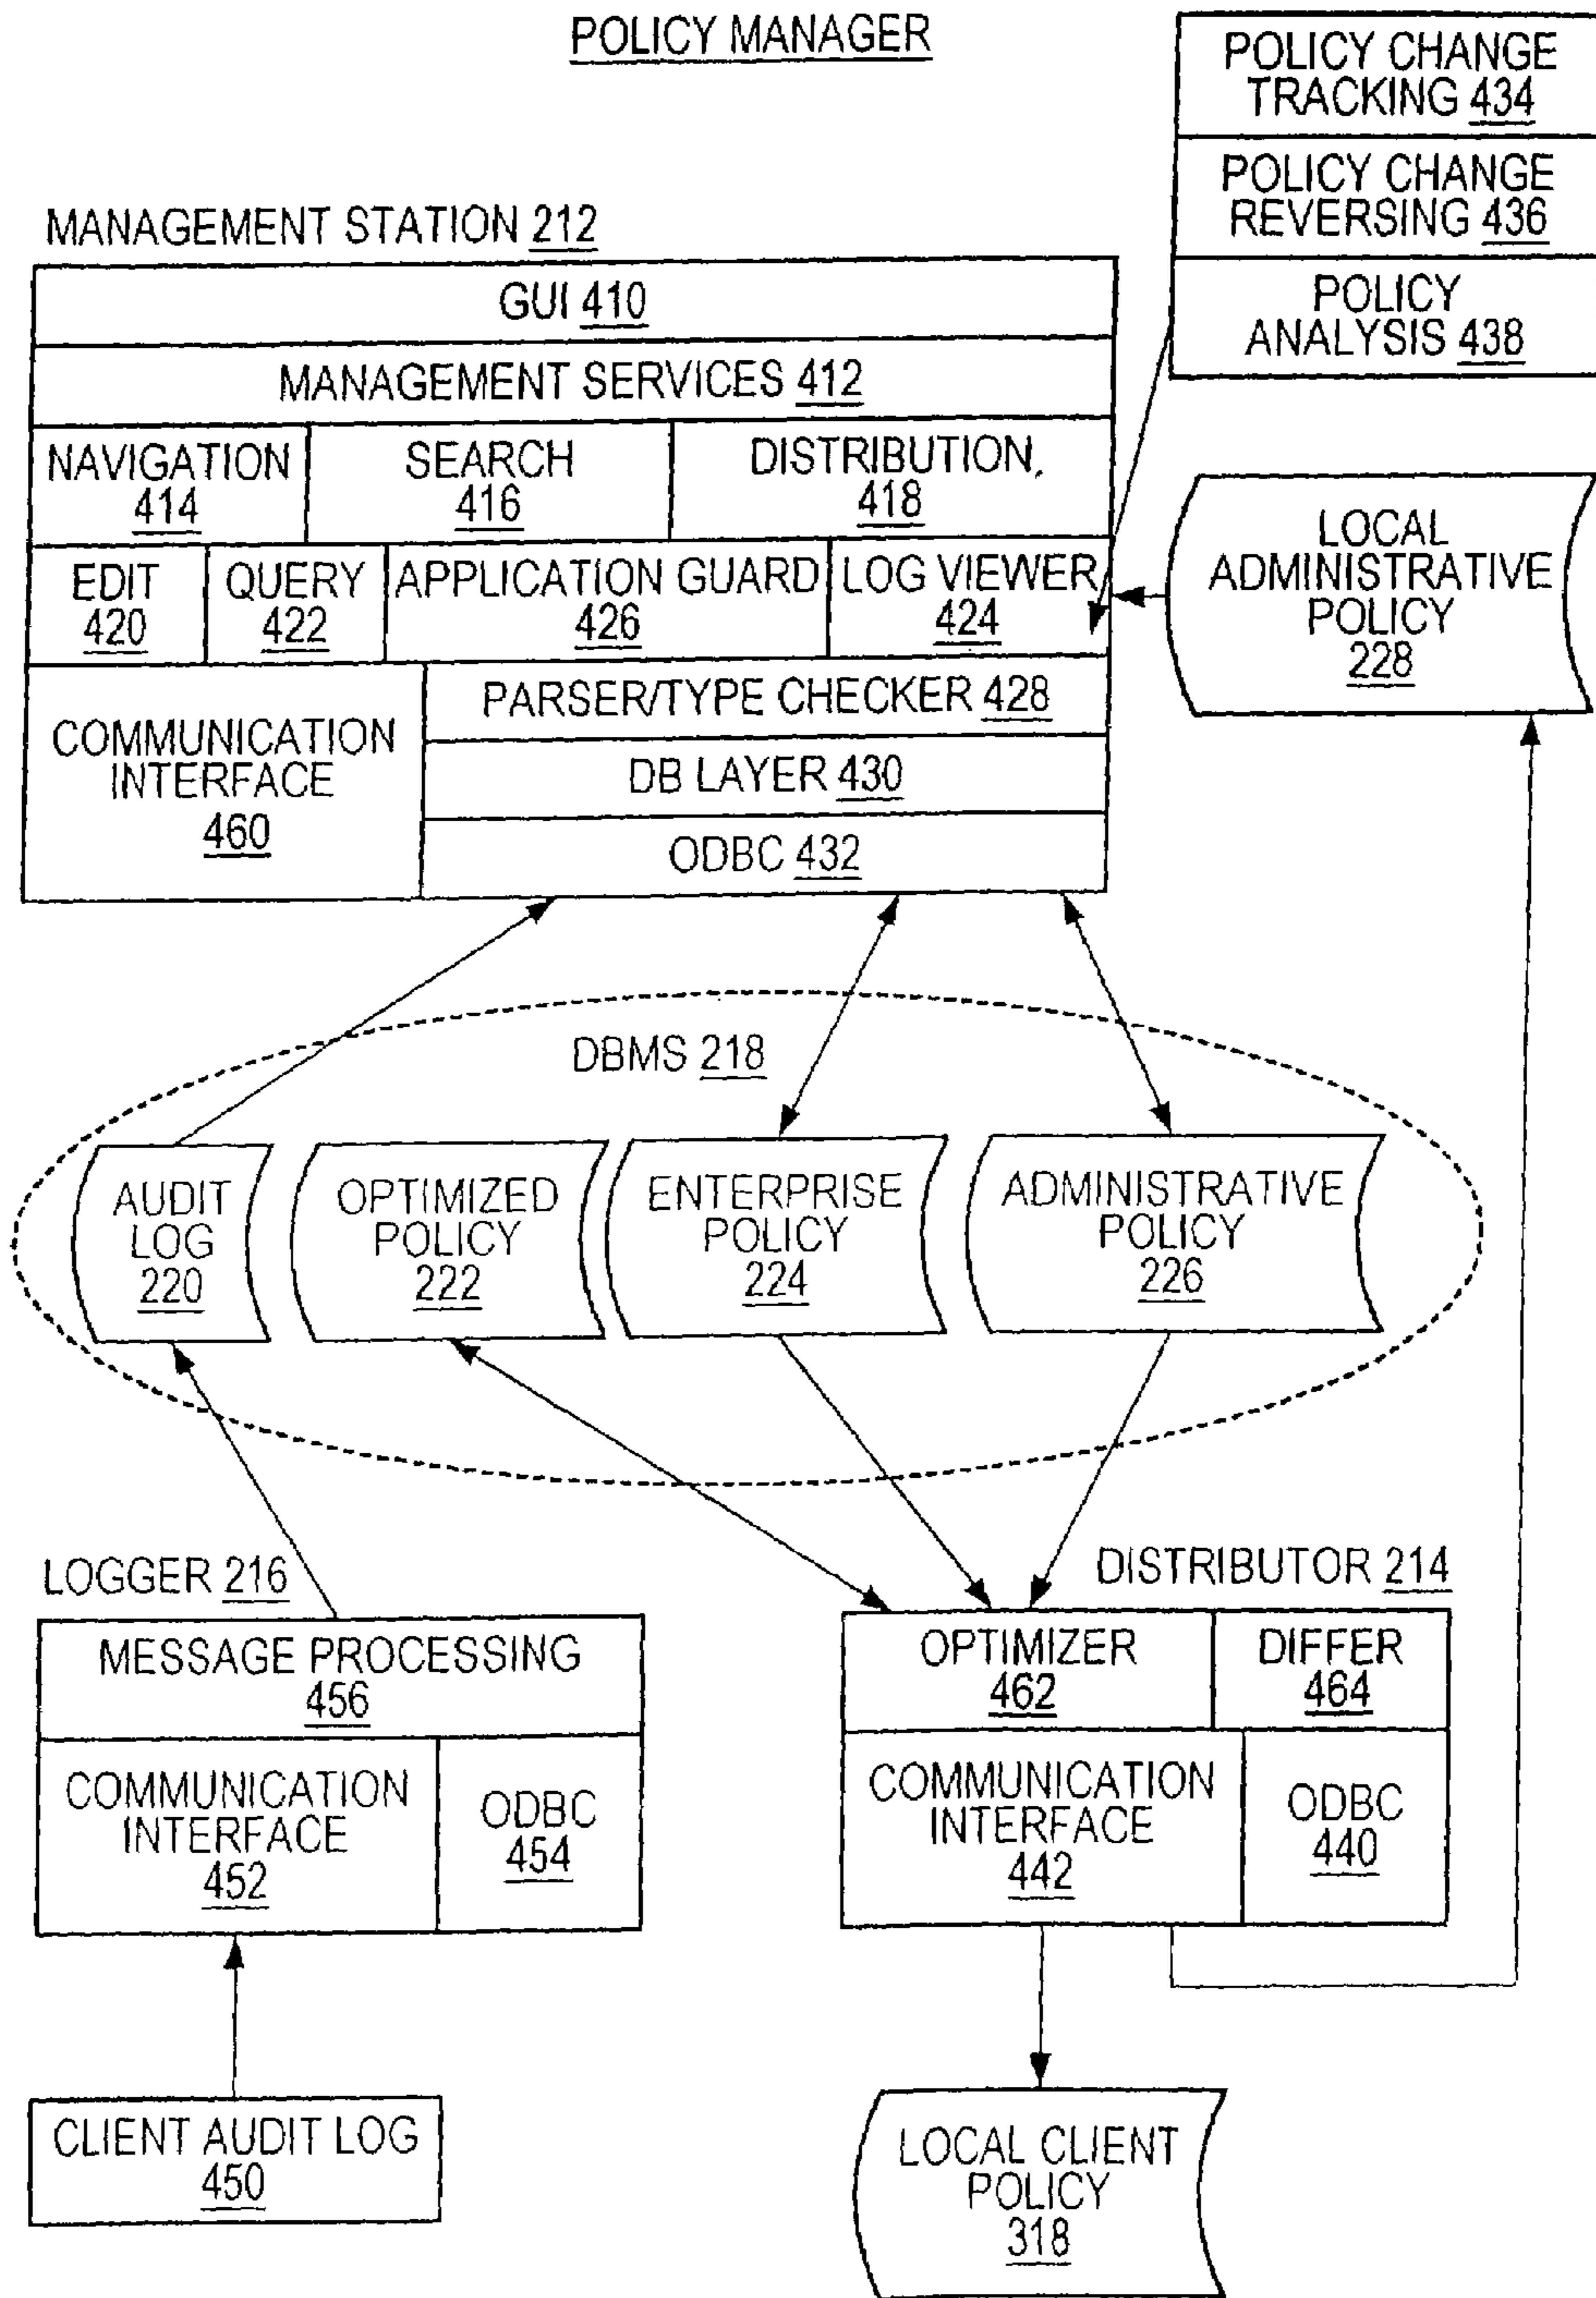 POLICY MANAGER
POLICY CHANGE
TRACKING 434
POLICY CHANGE
REVERSING 436
POLICY
ANALYSIS 438
MANAGEMENT STATION 212
GUI 410
MANAGEMENT SERVICES 412
NAVIGATION
414
SEARCH
416
DISTRIBUTION
418
EDIT
420
QUERY
422
APPLICATION GUARD
426
LOG VIEWER
424
LOCAL
ADMINISTRATIVE
POLICY
228
COMMUNICATION
INTERFACE
460
PARSER/TYPE CHECKER 428
DB LAYER 430
ODBC 432
DBMS 218
AUDIT
LOG
220
OPTIMIZED
POLICY
222
ENTERPRISE
POLICY
224
ADMINISTRATIVE
POLICY
226
LOGGER 216
MESSAGE PROCESSING
456
COMMUNICATION
INTERFACE
452
ODBC
454
DISTRIBUTOR 214
OPTIMIZER
462
DIFFER
464
COMMUNICATION
INTERFACE
442
ODBC
440
CLIENT AUDIT LOG
450
LOCAL CLIENT
POLICY
318